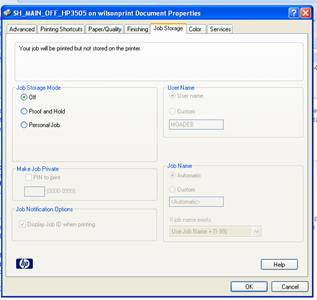 SH_MAIN_OFF_HP3505 on wilsonprint Document Properties
Advanced Printing Shortcuts Paper/Quality Finishing Job Storage Color Services
Your job will be printed but not stored on the printer.
Job Storage Mode
Off
Proof and Hold
Personal Job
User Name
User name
Custom
MOADEB
Make Job Private
PIN to print
(0000-9999)
Job Notification Options
Display Job ID when printing
Job Name
Automatic
Custom
<Automatic>
If job name exists:
Use Job Name + (1-99)
hp
Help
OK Cancel